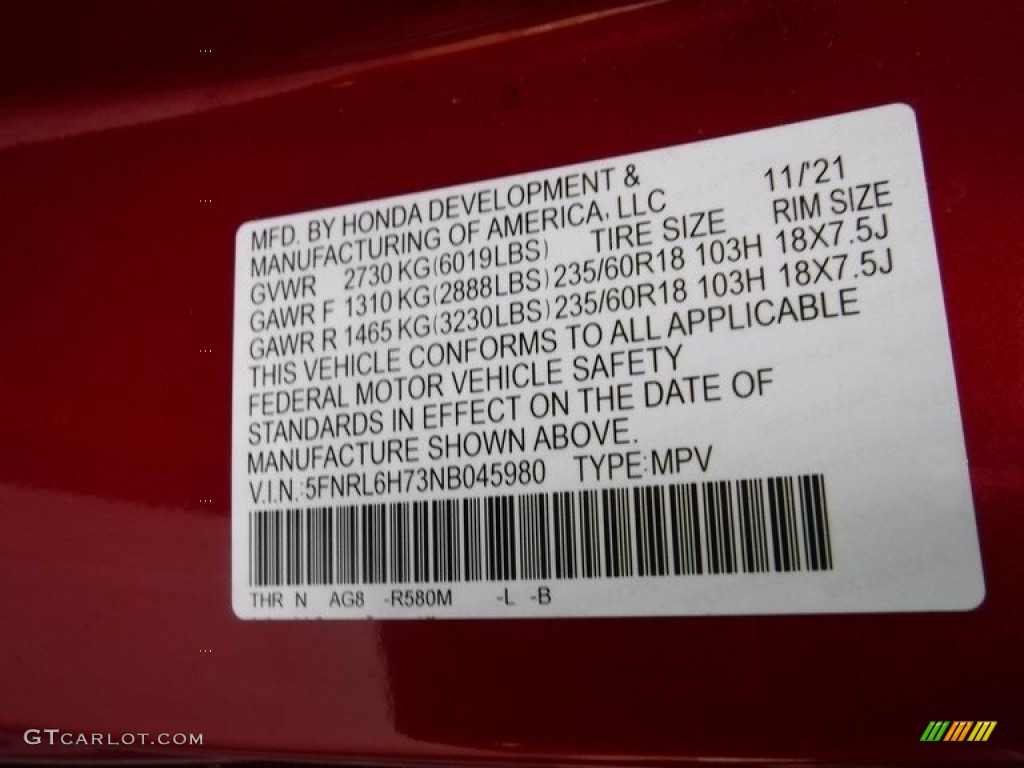 MFD. BY HONDA DEVELOPMENT & 11/'21
MANUFACTURING OF AMERICA, LLC RIM SIZE
GVWR 2730 KG(6019LBS) TIRE SIZE
GAWR F 1310 KG(2888LBS) 235/60R18 103H 18X7.5J
GAWR R 1465 KG(3230LBS) 235/60R18 103H 18X7.5J
THIS VEHICLE CONFORMS TO ALL APPLICABLE
FEDERAL MOTOR VEHICLE SAFETY
STANDARDS IN EFFECT ON THE DATE OF
MANUFACTURE SHOWN ABOVE.
V.I.N.:5FNRL6H73NB045980 TYPE:MPV
THR N AG8 -R580M -L -B
GTCARLOT.COM